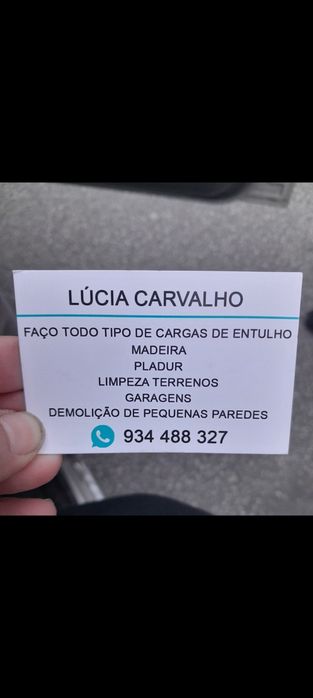 LÚCIA CARVALHO
FAÇO TODO TIPO DE CARGAS DE ENTULHO
MADEIRA
PLADUR
LIMPEZA TERRENOS
GARAGENS
DEMOLIÇÃO DE PEQUENAS PAREDES
934 488 327